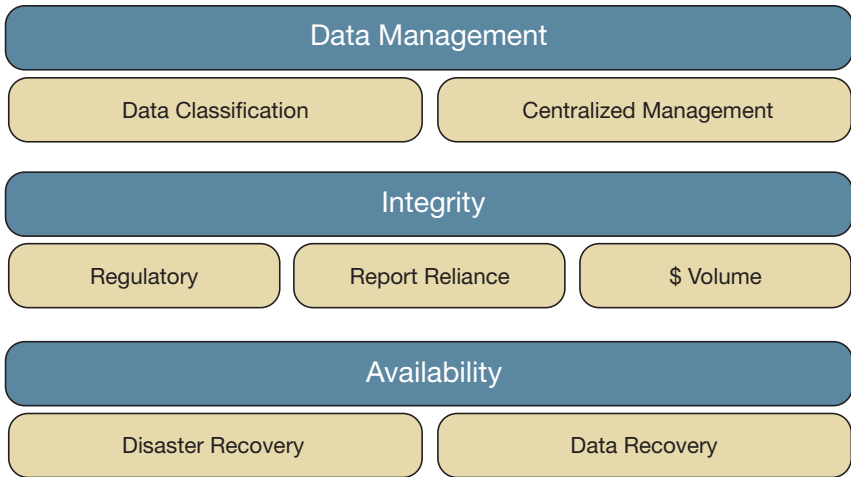 Data Management
Data Classification
Centralized Management
Integrity
Regulatory
Report Reliance
$ Volume
Availability
Disaster Recovery
Data Recovery